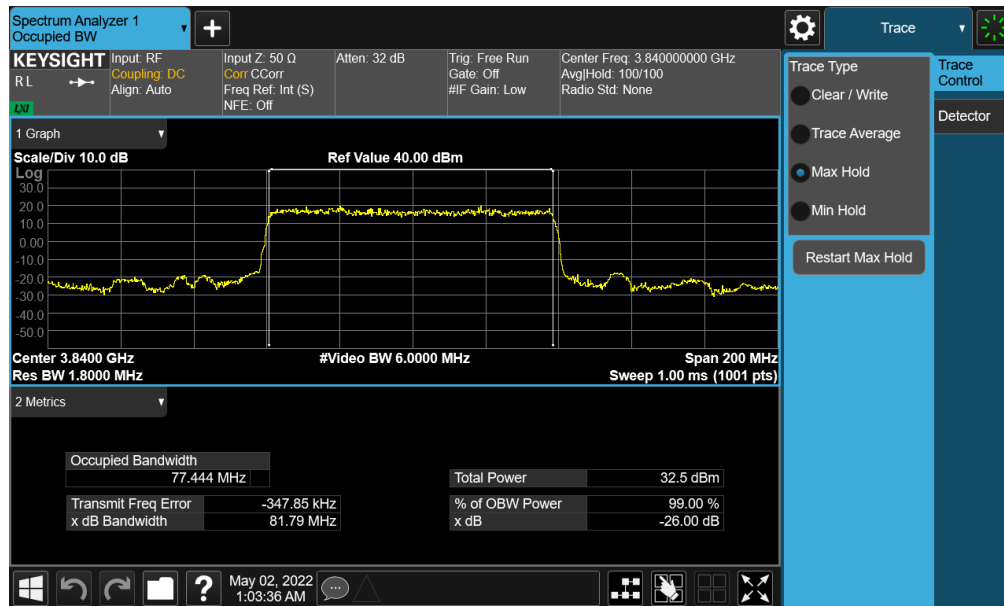 Spectrum Analyzer 1
Occupied BW
+
Trace
KEYSIGHT
RL
LXI
Input: RF
Coupling: DC
Align: Auto
Input Z: 50 Ω
Corr CCorr
Freq Ref: Int (S)
NFE: Off
Atten: 32 dB
Trig: Free Run
Gate: Off
#IF Gain: Low
Center Freq: 3.840000000 GHz
Avg|Hold: 100/100
Radio Std: None
1 Graph
Scale/Div 10.0 dB
Ref Value 40.00 dBm
Log
30.0
20.0
10.0
0.00
-10.0
-20.0
-30.0
-40.0
-50.0
Center 3.8400 GHz
#Video BW 6.0000 MHz
Span 200 MHz
Res BW 1.8000 MHz
Sweep 1.00 ms (1001 pts)
2 Metrics
Occupied Bandwidth
77.444 MHz
Transmit Freq Error -347.85 kHz
x dB Bandwidth 81.79 MHz
Total Power 32.5 dBm
% of OBW Power 99.00 %
x dB -26.00 dB
Trace Type
Clear / Write
Trace Average
Max Hold
Min Hold
Restart Max Hold
Trace
Control
Detector
?
May 02, 2022
1:03:36 AM